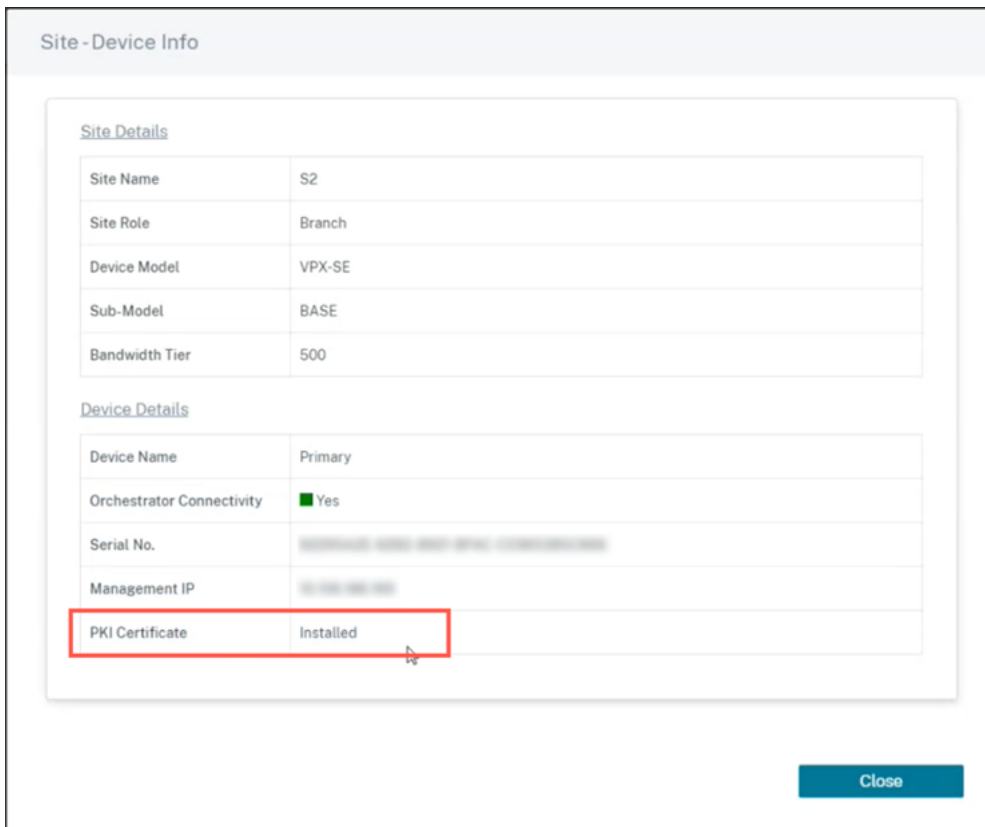 Site - Device Info
Site Details
Site Name S2
Site Role Branch
Device Model VPX-SE
Sub-Model BASE
Bandwidth Tier 500
Device Details
Device Name Primary
Orchestrator Connectivity Yes
Serial No.
Management IP
PKI Certificate Installed
Close